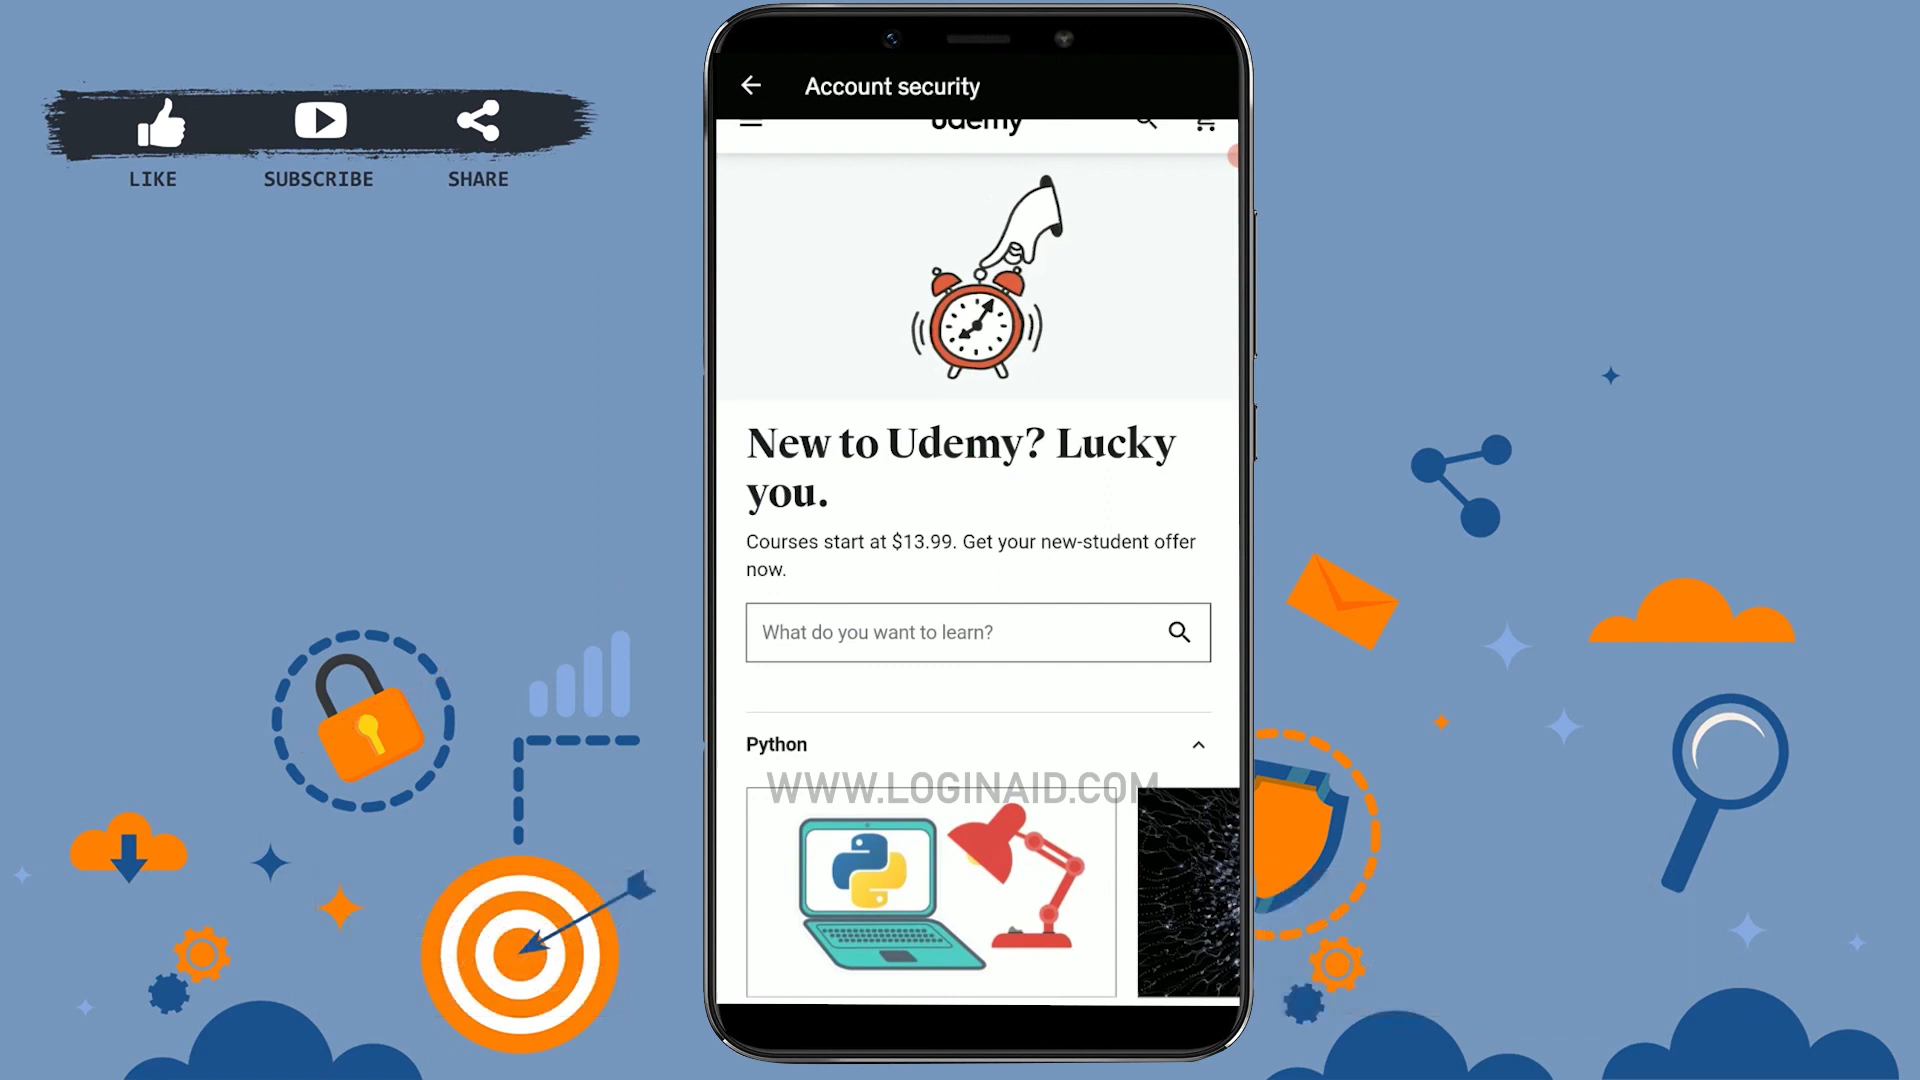 LIKE
SUBSCRIBE
SHARE
Account security
udemy
New to Udemy? Lucky
you.
Courses start at $13.99. Get your new-student offer
now.
What do you want to learn?
Python
WWW.LOGINAID.COM